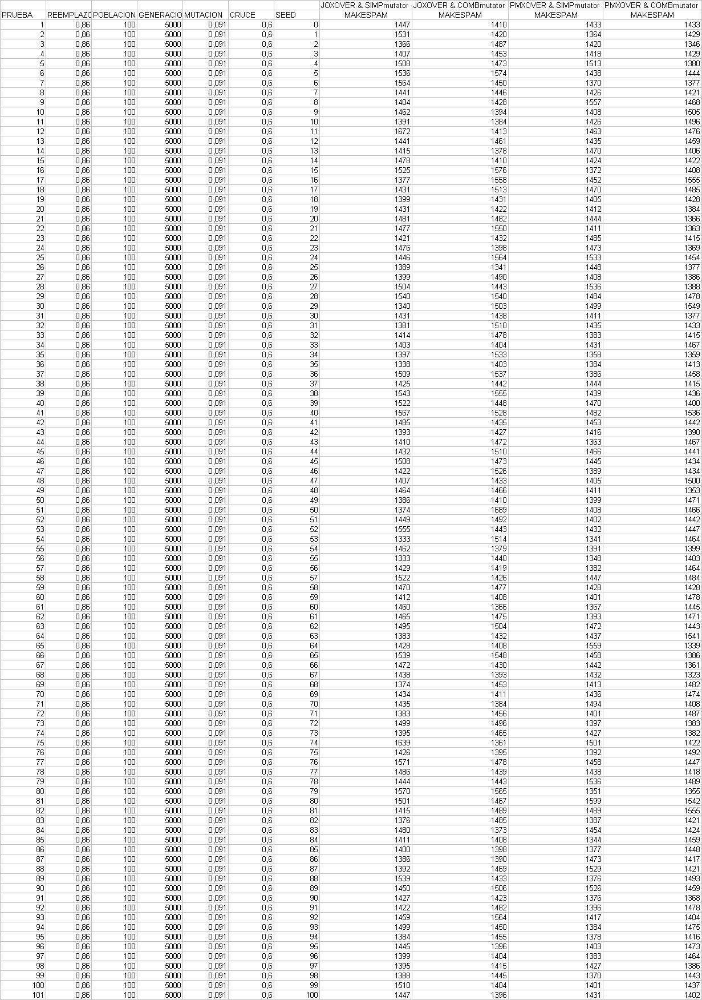 JOXOVER & SIMPmutator JOXOVER & COMBmutator PMXOVER & SIMPmutator PMXOVER & COMBmutator
PRUEBA REEMPLAZO POBLACION GENERACIO MUTACION CRUCE SEED MAKESPAM MAKESPAM MAKESPAM MAKESPAM
1 0,86 100 5000 0,091 0,6 0 1447 1410 1433 1433
2 0,86 100 5000 0,091 0,6 1 1531 1420 1364 1429
3 0,86 100 5000 0,091 0,6 2 1366 1487 1420 1346
4 0,86 100 5000 0,091 0,6 3 1407 1453 1418 1429
5 0,86 100 5000 0,091 0,6 4 1508 1473 1513 1380
6 0,86 100 5000 0,091 0,6 5 1536 1574 1438 1444
7 0,86 100 5000 0,091 0,6 6 1564 1450 1370 1377
8 0,86 100 5000 0,091 0,6 7 1441 1446 1426 1421
9 0,86 100 5000 0,091 0,6 8 1404 1428 1557 1468
10 0,86 100 5000 0,091 0,6 9 1462 1394 1408 1505
11 0,86 100 5000 0,091 0,6 10 1391 1384 1426 1496
12 0,86 100 5000 0,091 0,6 11 1672 1413 1463 1476
13 0,86 100 5000 0,091 0,6 12 1441 1461 1435 1459
14 0,86 100 5000 0,091 0,6 13 1415 1378 1470 1406
15 0,86 100 5000 0,091 0,6 14 1478 1410 1424 1422
16 0,86 100 5000 0,091 0,6 15 1525 1576 1372 1408
17 0,86 100 5000 0,091 0,6 16 1377 1558 1452 1555
18 0,86 100 5000 0,091 0,6 17 1431 1513 1470 1485
19 0,86 100 5000 0,091 0,6 18 1399 1431 1405 1428
20 0,86 100 5000 0,091 0,6 19 1431 1422 1412 1384
21 0,86 100 5000 0,091 0,6 20 1481 1482 1444 1366
22 0,86 100 5000 0,091 0,6 21 1477 1550 1411 1363
23 0,86 100 5000 0,091 0,6 22 1421 1432 1485 1415
24 0,86 100 5000 0,091 0,6 23 1476 1398 1473 1369
25 0,86 100 5000 0,091 0,6 24 1446 1564 1533 1454
26 0,86 100 5000 0,091 0,6 25 1389 1341 1448 1377
27 0,86 100 5000 0,091 0,6 26 1399 1490 1408 1386
28 0,86 100 5000 0,091 0,6 27 1504 1443 1536 1388
29 0,86 100 5000 0,091 0,6 28 1540 1540 1484 1478
30 0,86 100 5000 0,091 0,6 29 1340 1503 1499 1549
31 0,86 100 5000 0,091 0,6 30 1431 1438 1411 1377
32 0,86 100 5000 0,091 0,6 31 1381 1510 1435 1433
33 0,86 100 5000 0,091 0,6 32 1414 1478 1383 1415
34 0,86 100 5000 0,091 0,6 33 1403 1404 1431 1467
35 0,86 100 5000 0,091 0,6 34 1397 1533 1358 1359
36 0,86 100 5000 0,091 0,6 35 1338 1403 1384 1413
37 0,86 100 5000 0,091 0,6 36 1509 1537 1386 1458
38 0,86 100 5000 0,091 0,6 37 1425 1442 1444 1415
39 0,86 100 5000 0,091 0,6 38 1543 1555 1439 1436
40 0,86 100 5000 0,091 0,6 39 1522 1448 1470 1400
41 0,86 100 5000 0,091 0,6 40 1567 1528 1482 1536
42 0,86 100 5000 0,091 0,6 41 1485 1435 1453 1442
43 0,86 100 5000 0,091 0,6 42 1393 1427 1416 1390
44 0,86 100 5000 0,091 0,6 43 1410 1472 1363 1467
45 0,86 100 5000 0,091 0,6 44 1432 1510 1466 1441
46 0,86 100 5000 0,091 0,6 45 1508 1473 1445 1434
47 0,86 100 5000 0,091 0,6 46 1422 1526 1389 1434
48 0,86 100 5000 0,091 0,6 47 1407 1433 1405 1500
49 0,86 100 5000 0,091 0,6 48 1464 1466 1411 1353
50 0,86 100 5000 0,091 0,6 49 1386 1410 1399 1471
51 0,86 100 5000 0,091 0,6 50 1374 1689 1408 1466
52 0,86 100 5000 0,091 0,6 51 1449 1492 1402 1442
53 0,86 100 5000 0,091 0,6 52 1555 1443 1432 1447
54 0,86 100 5000 0,091 0,6 53 1333 1514 1341 1464
55 0,86 100 5000 0,091 0,6 54 1462 1379 1391 1399
56 0,86 100 5000 0,091 0,6 55 1333 1440 1348 1403
57 0,86 100 5000 0,091 0,6 56 1429 1419 1382 1464
58 0,86 100 5000 0,091 0,6 57 1522 1426 1447 1484
59 0,86 100 5000 0,091 0,6 58 1470 1477 1428 1428
60 0,86 100 5000 0,091 0,6 59 1412 1408 1401 1478
61 0,86 100 5000 0,091 0,6 60 1460 1366 1367 1445
62 0,86 100 5000 0,091 0,6 61 1465 1475 1393 1471
63 0,86 100 5000 0,091 0,6 62 1495 1504 1472 1443
64 0,86 100 5000 0,091 0,6 63 1383 1432 1437 1541
65 0,86 100 5000 0,091 0,6 64 1428 1408 1559 1339
66 0,86 100 5000 0,091 0,6 65 1539 1548 1458 1386
67 0,86 100 5000 0,091 0,6 66 1472 1430 1442 1361
68 0,86 100 5000 0,091 0,6 67 1438 1393 1432 1323
69 0,86 100 5000 0,091 0,6 68 1374 1453 1413 1482
70 0,86 100 5000 0,091 0,6 69 1434 1411 1436 1474
71 0,86 100 5000 0,091 0,6 70 1435 1384 1494 1408
72 0,86 100 5000 0,091 0,6 71 1383 1456 1401 1487
73 0,86 100 5000 0,091 0,6 72 1499 1496 1397 1383
74 0,86 100 5000 0,091 0,6 73 1395 1465 1427 1382
75 0,86 100 5000 0,091 0,6 74 1639 1361 1501 1422
76 0,86 100 5000 0,091 0,6 75 1426 1395 1392 1492
77 0,86 100 5000 0,091 0,6 76 1571 1478 1458 1447
78 0,86 100 5000 0,091 0,6 77 1486 1439 1438 1418
79 0,86 100 5000 0,091 0,6 78 1444 1443 1536 1489
80 0,86 100 5000 0,091 0,6 79 1570 1565 1351 1355
81 0,86 100 5000 0,091 0,6 80 1501 1467 1599 1542
82 0,86 100 5000 0,091 0,6 81 1415 1489 1489 1555
83 0,86 100 5000 0,091 0,6 82 1376 1485 1387 1421
84 0,86 100 5000 0,091 0,6 83 1480 1373 1454 1424
85 0,86 100 5000 0,091 0,6 84 1411 1408 1344 1459
86 0,86 100 5000 0,091 0,6 85 1400 1398 1377 1448
87 0,86 100 5000 0,091 0,6 86 1386 1390 1473 1417
88 0,86 100 5000 0,091 0,6 87 1392 1469 1529 1421
89 0,86 100 5000 0,091 0,6 88 1539 1433 1376 1493
90 0,86 100 5000 0,091 0,6 89 1450 1506 1526 1459
91 0,86 100 5000 0,091 0,6 90 1427 1423 1376 1368
92 0,86 100 5000 0,091 0,6 91 1422 1482 1396 1478
93 0,86 100 5000 0,091 0,6 92 1459 1564 1417 1404
94 0,86 100 5000 0,091 0,6 93 1499 1450 1384 1475
95 0,86 100 5000 0,091 0,6 94 1384 1455 1378 1416
96 0,86 100 5000 0,091 0,6 95 1445 1396 1403 1473
97 0,86 100 5000 0,091 0,6 96 1399 1404 1383 1464
98 0,86 100 5000 0,091 0,6 97 1395 1415 1427 1386
99 0,86 100 5000 0,091 0,6 98 1388 1445 1370 1443
100 0,86 100 5000 0,091 0,6 99 1510 1404 1401 1437
101 0,86 100 5000 0,091 0,6 100 1447 1396 1431 1402